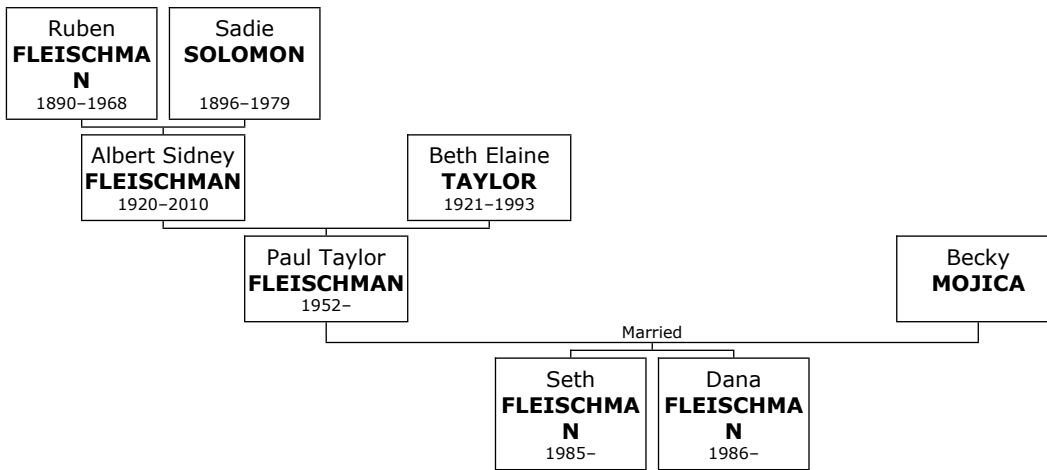 Ruben
FLEISCHMA
N
1890–1968
Sadie
SOLOMON
1896–1979
Albert Sidney
FLEISCHMAN
1920–2010
Beth Elaine
TAYLOR
1921–1993
Paul Taylor
FLEISCHMAN
1952–
Becky
MOJICA
Married
Seth
FLEISCHMA
N
1985–
Dana
FLEISCHMA
N
1986–